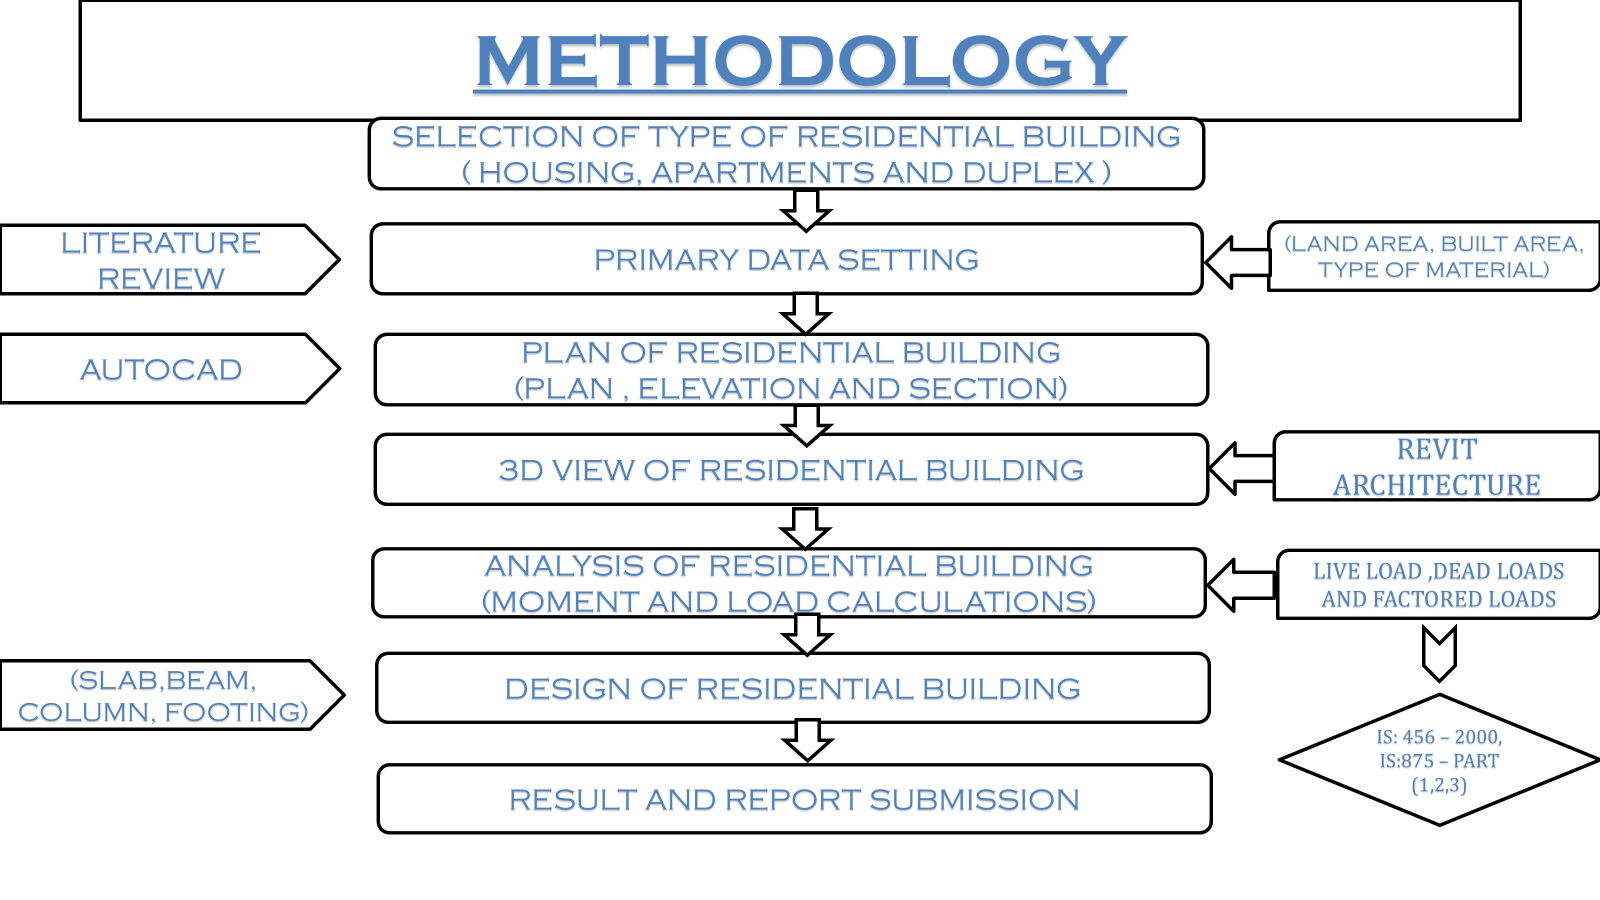 METHODOLOGY
SELECTION OF TYPE OF RESIDENTIAL BUILDING
( HOUSING, APARTMENTS AND DUPLEX )
LITERATURE
REVIEW
PRIMARY DATA SETTING
(LAND AREA, BUILT AREA,
TYPE OF MATERIAL)
AUTOCAD
PLAN OF RESIDENTIAL BUILDING
(PLAN , ELEVATION AND SECTION)
3D VIEW OF RESIDENTIAL BUILDING
REVIT
ARCHITECTURE
ANALYSIS OF RESIDENTIAL BUILDING
(MOMENT AND LOAD CALCULATIONS)
LIVE LOAD ,DEAD LOADS
AND FACTORED LOADS
(SLAB,BEAM,
COLUMN, FOOTING)
DESIGN OF RESIDENTIAL BUILDING
IS: 456 – 2000,
IS:875 – PART
(1,2,3)
RESULT AND REPORT SUBMISSION